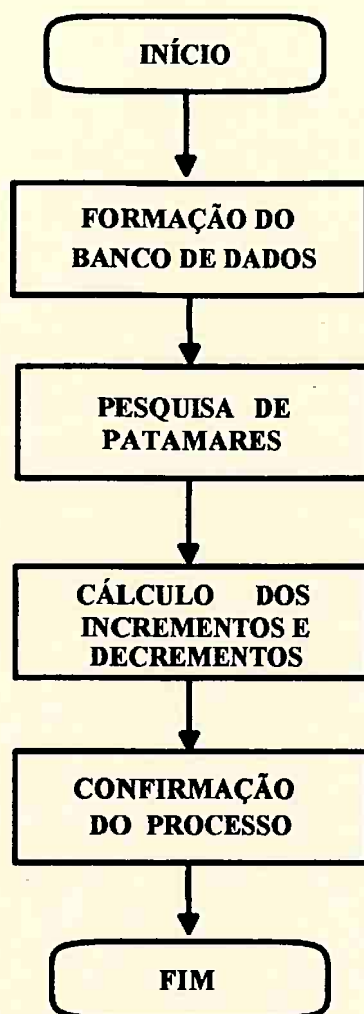 INÍCIO
FORMAÇÃO DO
BANCO DE DADOS
PESQUISA DE
PATAMARES
CÁLCULO DOS
INCREMENTOS E
DECREMENTOS
CONFIRMAÇÃO
DO PROCESSO
FIM